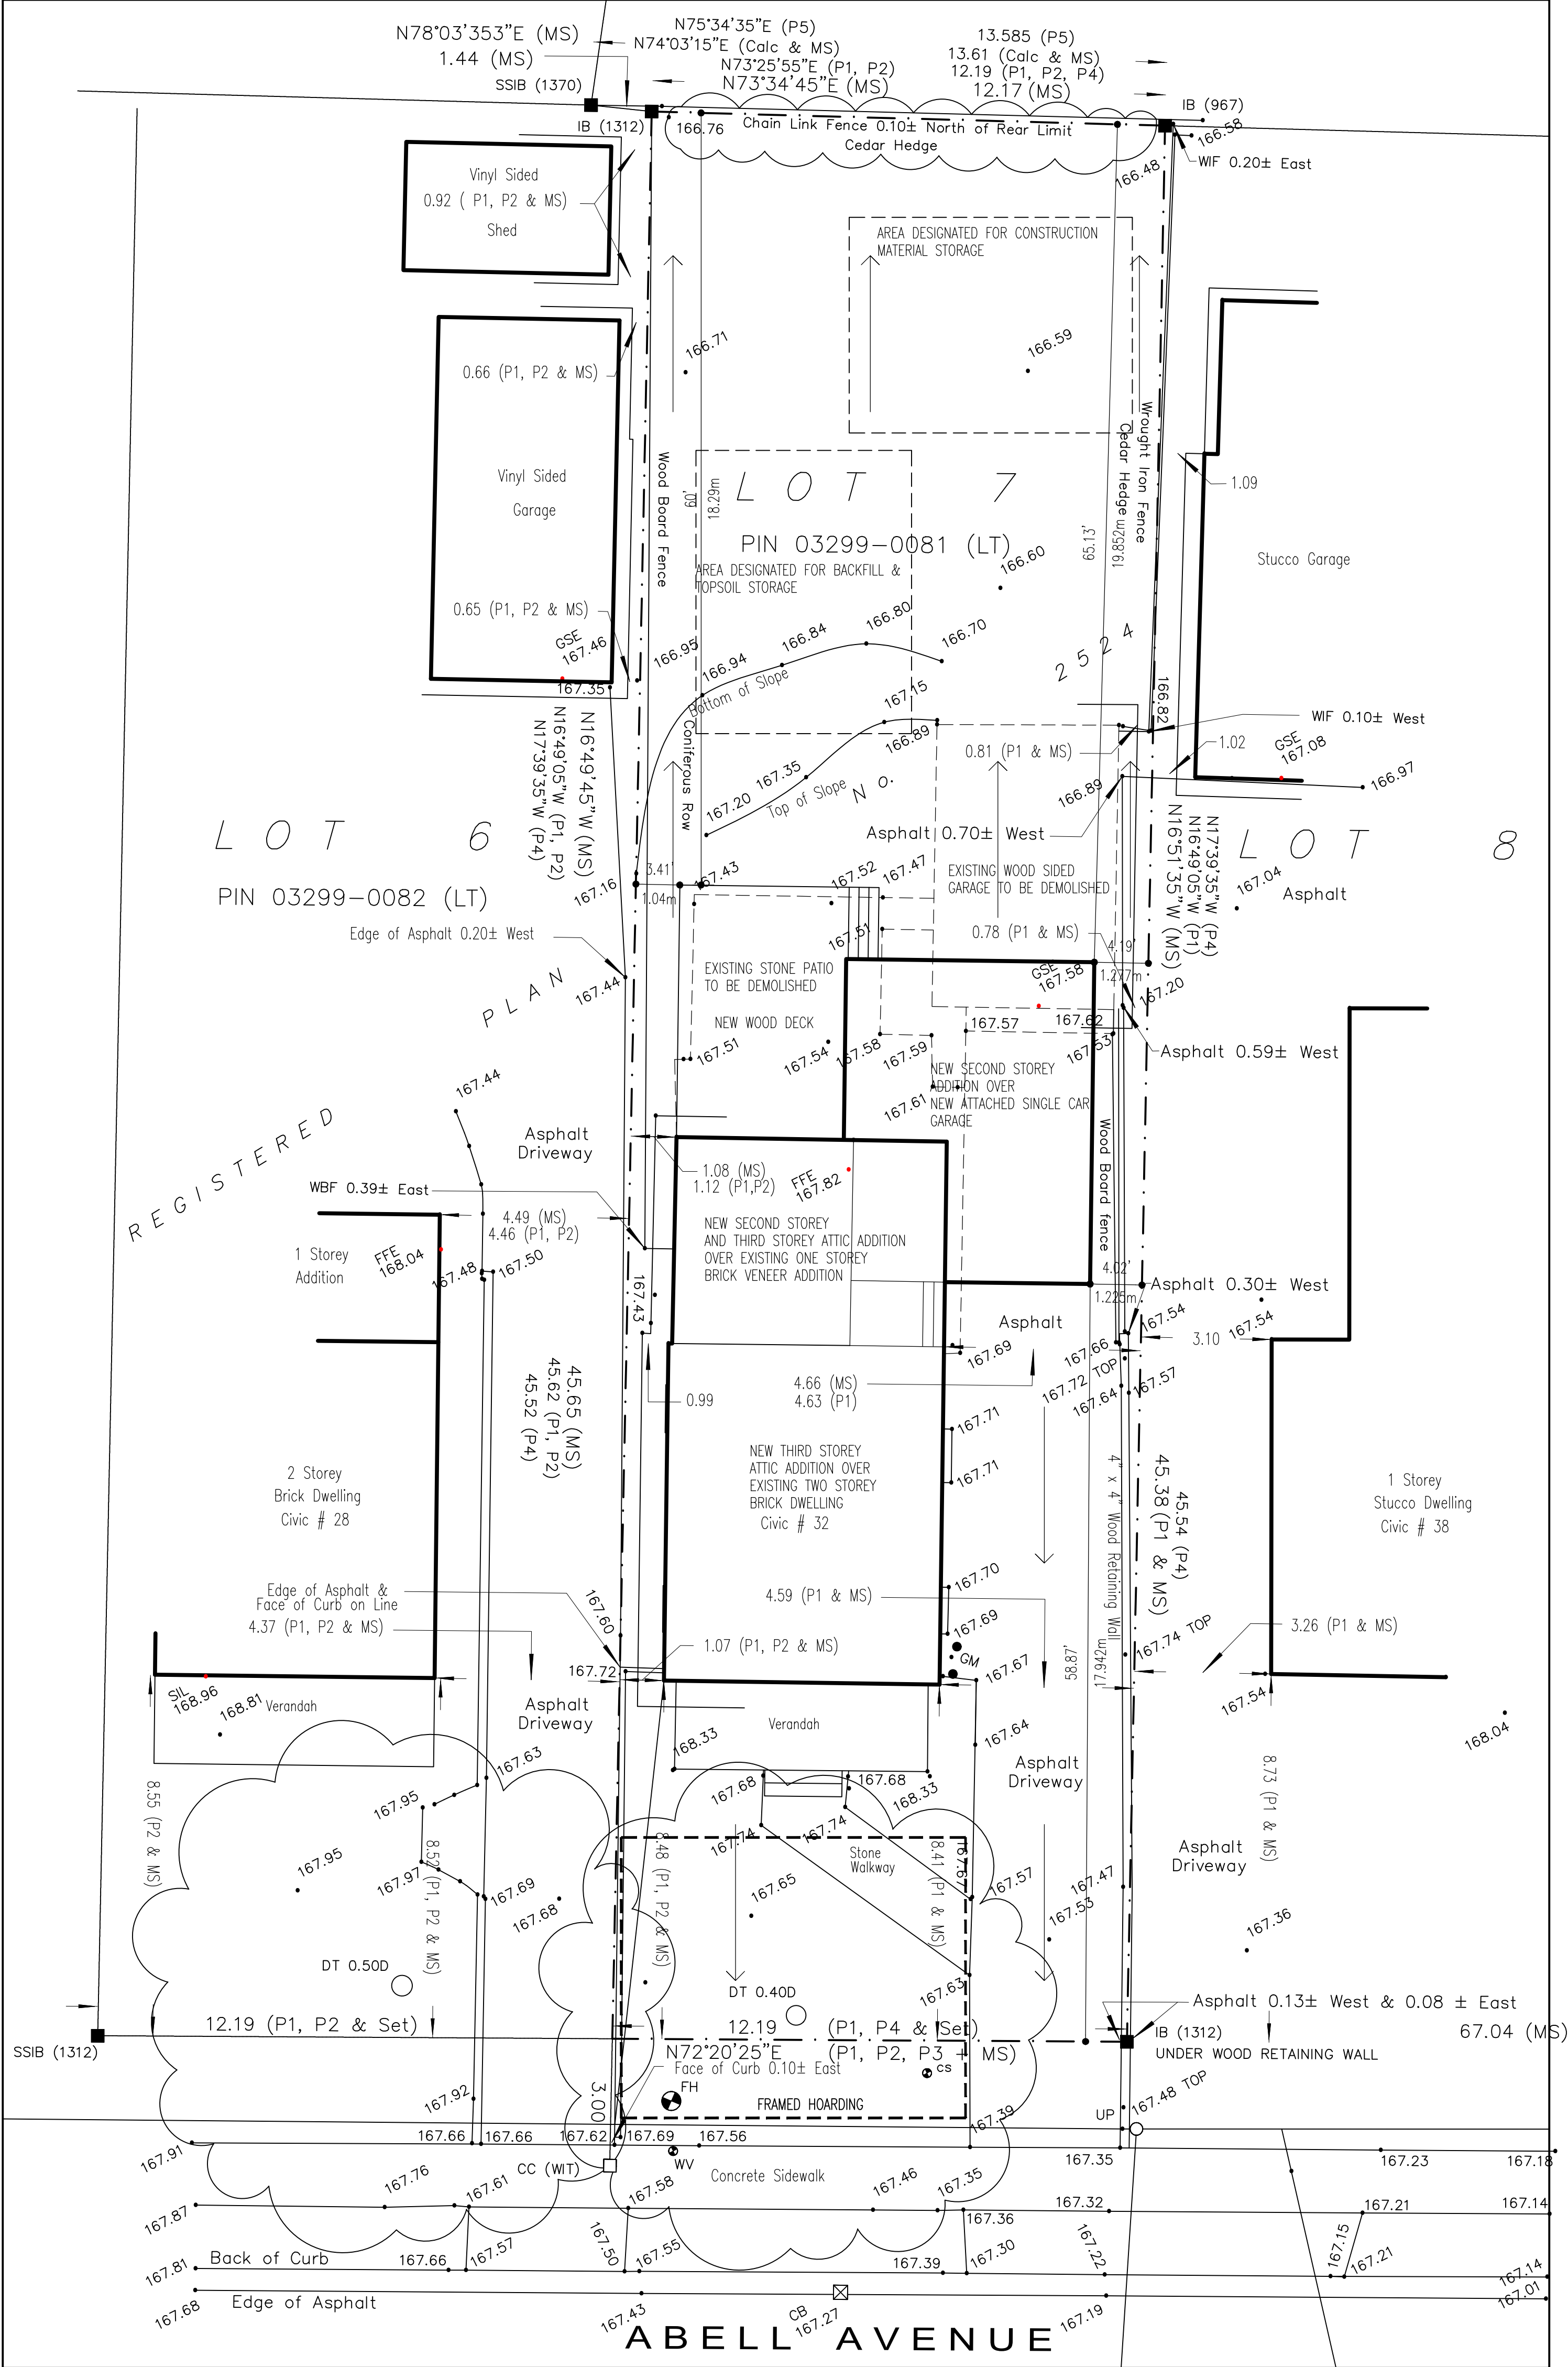 N78°03'353"E (MS)
1.44 (MS)
SSIB (1370)
N75°34'35"E (P5)
N74°03'15"E (Calc & MS)
N73°25'55"E (P1, P2)
N73°34'45"E (MS)
13.585 (P5)
13.61 (Calc & MS)
12.19 (P1, P2, P4)
12.17 (MS)
IB (967)
IB (1312)
166.76
Chain Link Fence 0.10± North of Rear Limit
Cedar Hedge
166.58
166.48
WIF 0.20± East
Vinyl Sided
0.92 ( P1, P2 & MS)
Shed
AREA DESIGNATED FOR CONSTRUCTION
MATERIAL STORAGE
166.71
166.59
0.66 (P1, P2 & MS)
Vinyl Sided
Garage
0.65 (P1, P2 & MS)
GSE
167.46
167.35
Wood Board Fence
60'
18.29m
LOT 7
PIN 03299-0081 (LT)
AREA DESIGNATED FOR BACKFILL &
TOPSOIL STORAGE
65.13'
19.852m
Cedar Hedge
Wrought Iron Fence
1.09
Stucco Garage
166.60
166.80
166.84
166.70
166.95
166.94
Bottom of Slope
2524
167.15
166.89
166.82
WIF 0.10± West
0.81 (P1 & MS)
1.02
GSE
167.08
166.97
N16°49'45"W (MS)
N16°49'05"W (P1, P2)
N17°39'35"W (P4)
Coniferous Row
167.35
167.20
Top of Slope
No.
166.89
Asphalt 0.70± West
N17°39'35"W (P4)
N16°49'05"W (P1)
N16°51'35"W (MS)
LOT 6
PIN 03299-0082 (LT)
LOT 8
Asphalt
167.04
167.16
3.41'
1.04m
167.43
167.52
167.47
EXISTING WOOD SIDED
GARAGE TO BE DEMOLISHED
Edge of Asphalt 0.20± West
167.44
167.51
0.78 (P1 & MS)
4.19'
1.277m
EXISTING STONE PATIO
TO BE DEMOLISHED
GSE
167.58
167.20
PLAN
NEW WOOD DECK
167.57
167.62
167.51
167.54
167.58
167.59
167.53
Asphalt 0.59± West
NEW SECOND STOREY
ADDITION OVER
NEW ATTACHED SINGLE CAR
GARAGE
167.61
167.44
REGISTERED
Asphalt
Driveway
Wood Board fence
1.08 (MS)
1.12 (P1,P2)
FFE
167.82
WBF 0.39± East
4.49 (MS)
4.46 (P1, P2)
NEW SECOND STOREY
AND THIRD STOREY ATTIC ADDITION
OVER EXISTING ONE STOREY
BRICK VENEER ADDITION
1 Storey
Addition
FFE
168.04
167.48
167.50
167.43
4.02'
1.225m
Asphalt 0.30± West
Asphalt
167.54
167.54
3.10
167.69
167.66
167.72 TOP
167.64
167.57
45.65 (MS)
45.62 (P1, P2)
45.52 (P4)
0.99
4.66 (MS)
4.63 (P1)
167.71
167.71
NEW THIRD STOREY
ATTIC ADDITION OVER
EXISTING TWO STOREY
BRICK DWELLING
Civic # 32
2 Storey
Brick Dwelling
Civic # 28
4" x 4" Wood Retaining Wall
45.54 (P4)
45.38 (P1 & MS)
1 Storey
Stucco Dwelling
Civic # 38
Edge of Asphalt &
Face of Curb on Line
4.37 (P1, P2 & MS)
167.60
4.59 (P1 & MS)
167.70
167.69
167.74 TOP
3.26 (P1 & MS)
1.07 (P1, P2 & MS)
GM
167.72
167.67
58.87'
17.942m
SIL
168.96
168.81
Verandah
Asphalt
Driveway
Verandah
168.33
167.64
167.54
168.04
167.63
167.68
167.68
168.33
Asphalt
Driveway
167.95
167.74
167.74
8.55 (P2 & MS)
8.52 (P1, P2 & MS)
8.48 (P1, P2 & MS)
8.41 (P1 & MS)
8.73 (P1 & MS)
Stone
Walkway
167.67
Asphalt
Driveway
167.95
167.97
167.69
167.68
167.65
167.57
167.47
167.53
167.36
DT 0.50D
DT 0.40D
167.63
Asphalt 0.13± West & 0.08 ± East
12.19 (P1, P2 & Set)
12.19 (P1, P4 & Set)
N72°20'25"E (P1, P2, P3 + MS)
IB (1312)
UNDER WOOD RETAINING WALL
67.04 (MS)
SSIB (1312)
Face of Curb 0.10± East
CS
3.00
FH
FRAMED HOARDING
167.92
167.48 TOP
UP
167.39
167.91
167.66
167.66
167.62
167.69
167.56
167.35
167.23
167.18
CC (WIT)
WV
Concrete Sidewalk
167.76
167.61
167.58
167.46
167.35
167.87
167.36
167.32
167.21
167.14
Back of Curb
167.81
167.66
167.57
167.50
167.55
167.39
167.30
167.22
167.15
167.21
167.14
167.68
Edge of Asphalt
167.43
CB
167.27
167.19
167.01
ABELL AVENUE